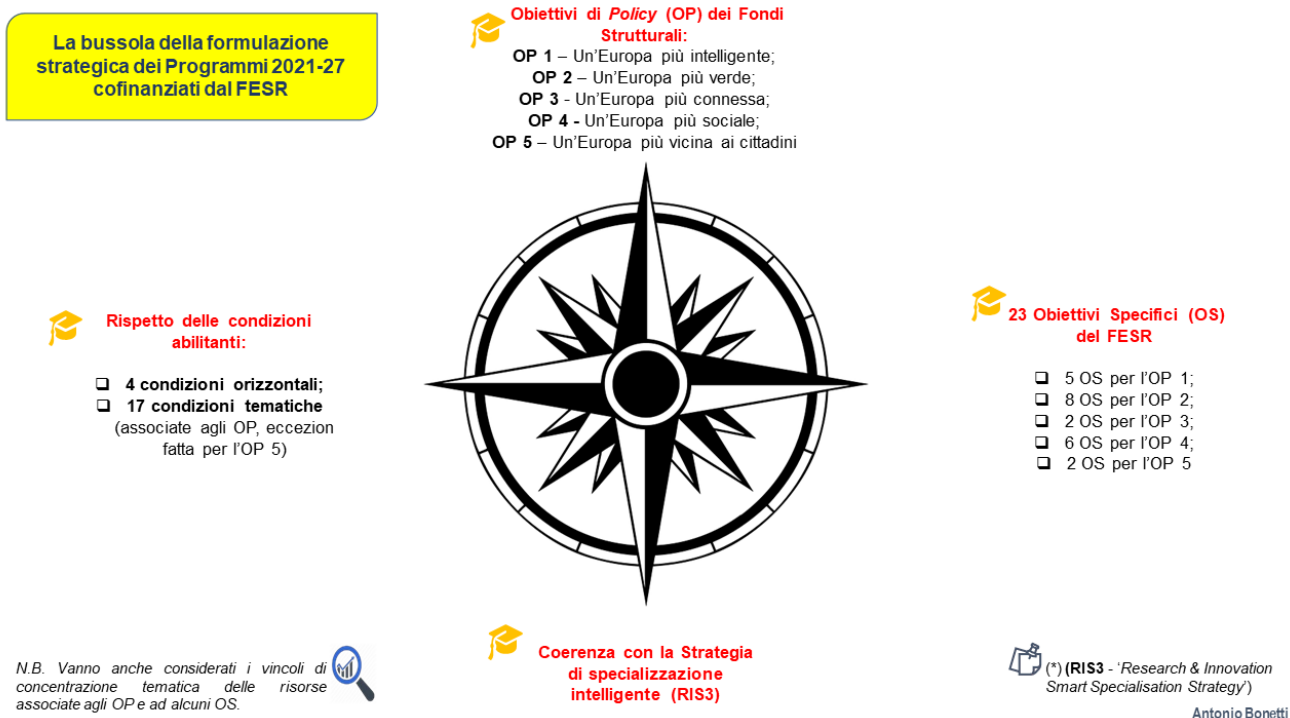 La bussola della formulazione
strategica dei Programmi 2021-27
cofinanziati dal FESR
Obiettivi di Policy (OP) dei Fondi
Strutturali:
OP 1 – Un'Europa più intelligente;
OP 2 – Un'Europa più verde;
OP 3 - Un'Europa più connessa;
OP 4 - Un'Europa più sociale;
OP 5 – Un'Europa più vicina ai cittadini
Rispetto delle condizioni
abilitanti:
❑ 4 condizioni orizzontali;
❑ 17 condizioni tematiche
(associate agli OP, eccezion
fatta per l'OP 5)
23 Obiettivi Specifici (OS)
del FESR
❑ 5 OS per l'OP 1;
❑ 8 OS per l'OP 2;
❑ 2 OS per l'OP 3;
❑ 6 OS per l'OP 4;
❑ 2 OS per l'OP 5
Coerenza con la Strategia
di specializzazione
intelligente (RIS3)
N.B. Vanno anche considerati i vincoli di
concentrazione tematica delle risorse
associate agli OP e ad alcuni OS.
(*) (RIS3 - 'Research & Innovation
Smart Specialisation Strategy')
Antonio Bonetti